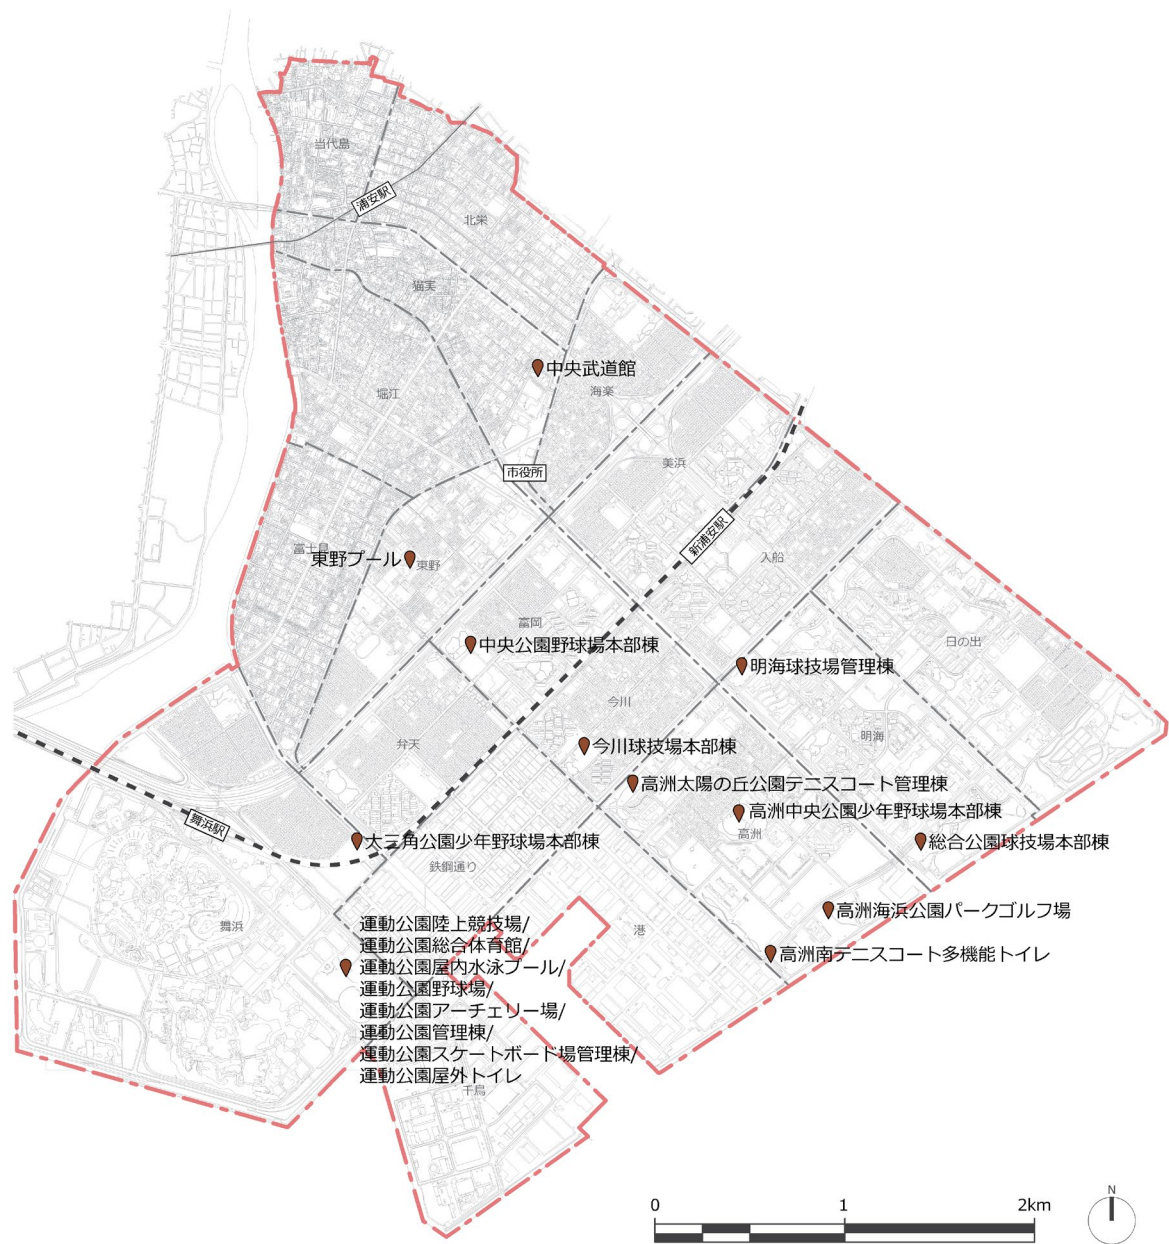 当代島
浦安駅
北栄
猫実
中央武道館
海楽
堀江
美浜
市役所
新浦安駅
富士見
東野プール
東野
入船
富岡
中央公園野球場本部棟
日の出
明海球技場管理棟
今川
明海
弁天
今川球技場本部棟
高洲太陽の丘公園テニスコート管理棟
高洲中央公園少年野球場本部棟
高洲
舞浜駅
大三角公園少年野球場本部棟
総合公園球技場本部棟
鉄鋼通り
高洲海浜公園パークゴルフ場
舞浜
港
高洲南テニスコート多機能トイレ
運動公園陸上競技場/
運動公園総合体育館/
運動公園屋内水泳プール/
運動公園野球場/
運動公園アーチェリー場/
運動公園管理棟/
運動公園スケートボード場管理棟/
運動公園屋外トイレ
千鳥
0 1 2km
N